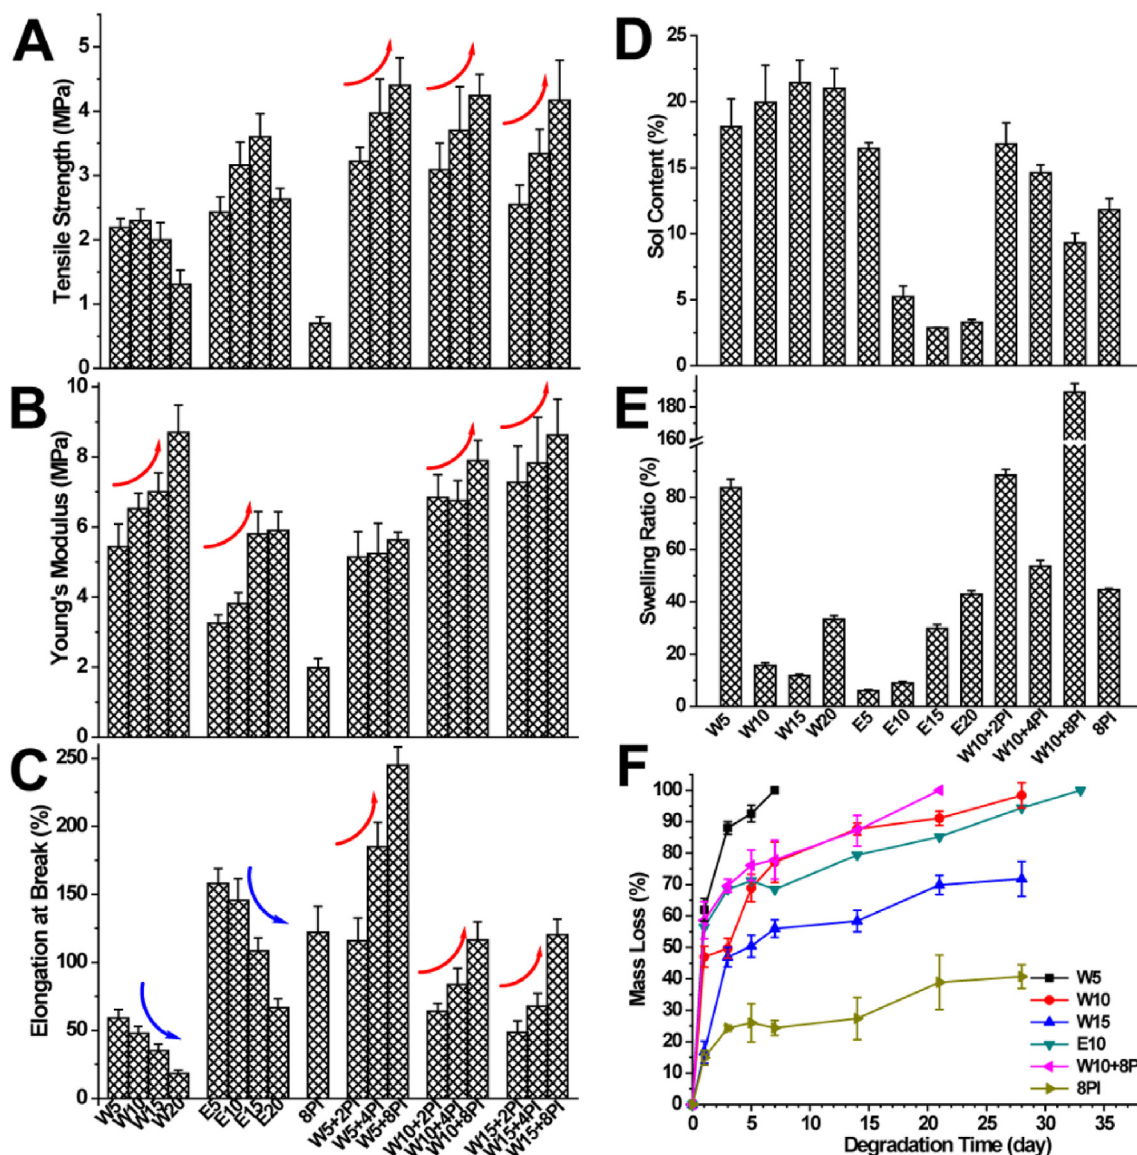 A
Tensile Strength (MPa)
5
4
3
2
1
0
B
Young's Modulus (MPa)
10
8
6
4
2
0
C
Elongation at Break (%)
250
200
150
100
50
0
W5
W10
W15
W20
E5
E10
E15
E20
8PI
W5+2PI
W5+4PI
W5+8PI
W10+2PI
W10+4PI
W10+8PI
W15+2PI
W15+4PI
W15+8PI
D
Sol Content (%)
25
20
15
10
5
0
E
Swelling Ratio (%)
180
160
80
60
40
20
0
W5
W10
W15
W20
E5
E10
E15
E20
W10+2PI
W10+4PI
W10+8PI
8PI
F
Mass Loss (%)
100
90
80
70
60
50
40
30
20
10
0
0
5
10
15
20
25
30
35
Degradation Time (day)
W5
W10
W15
E10
W10+8P
8PI